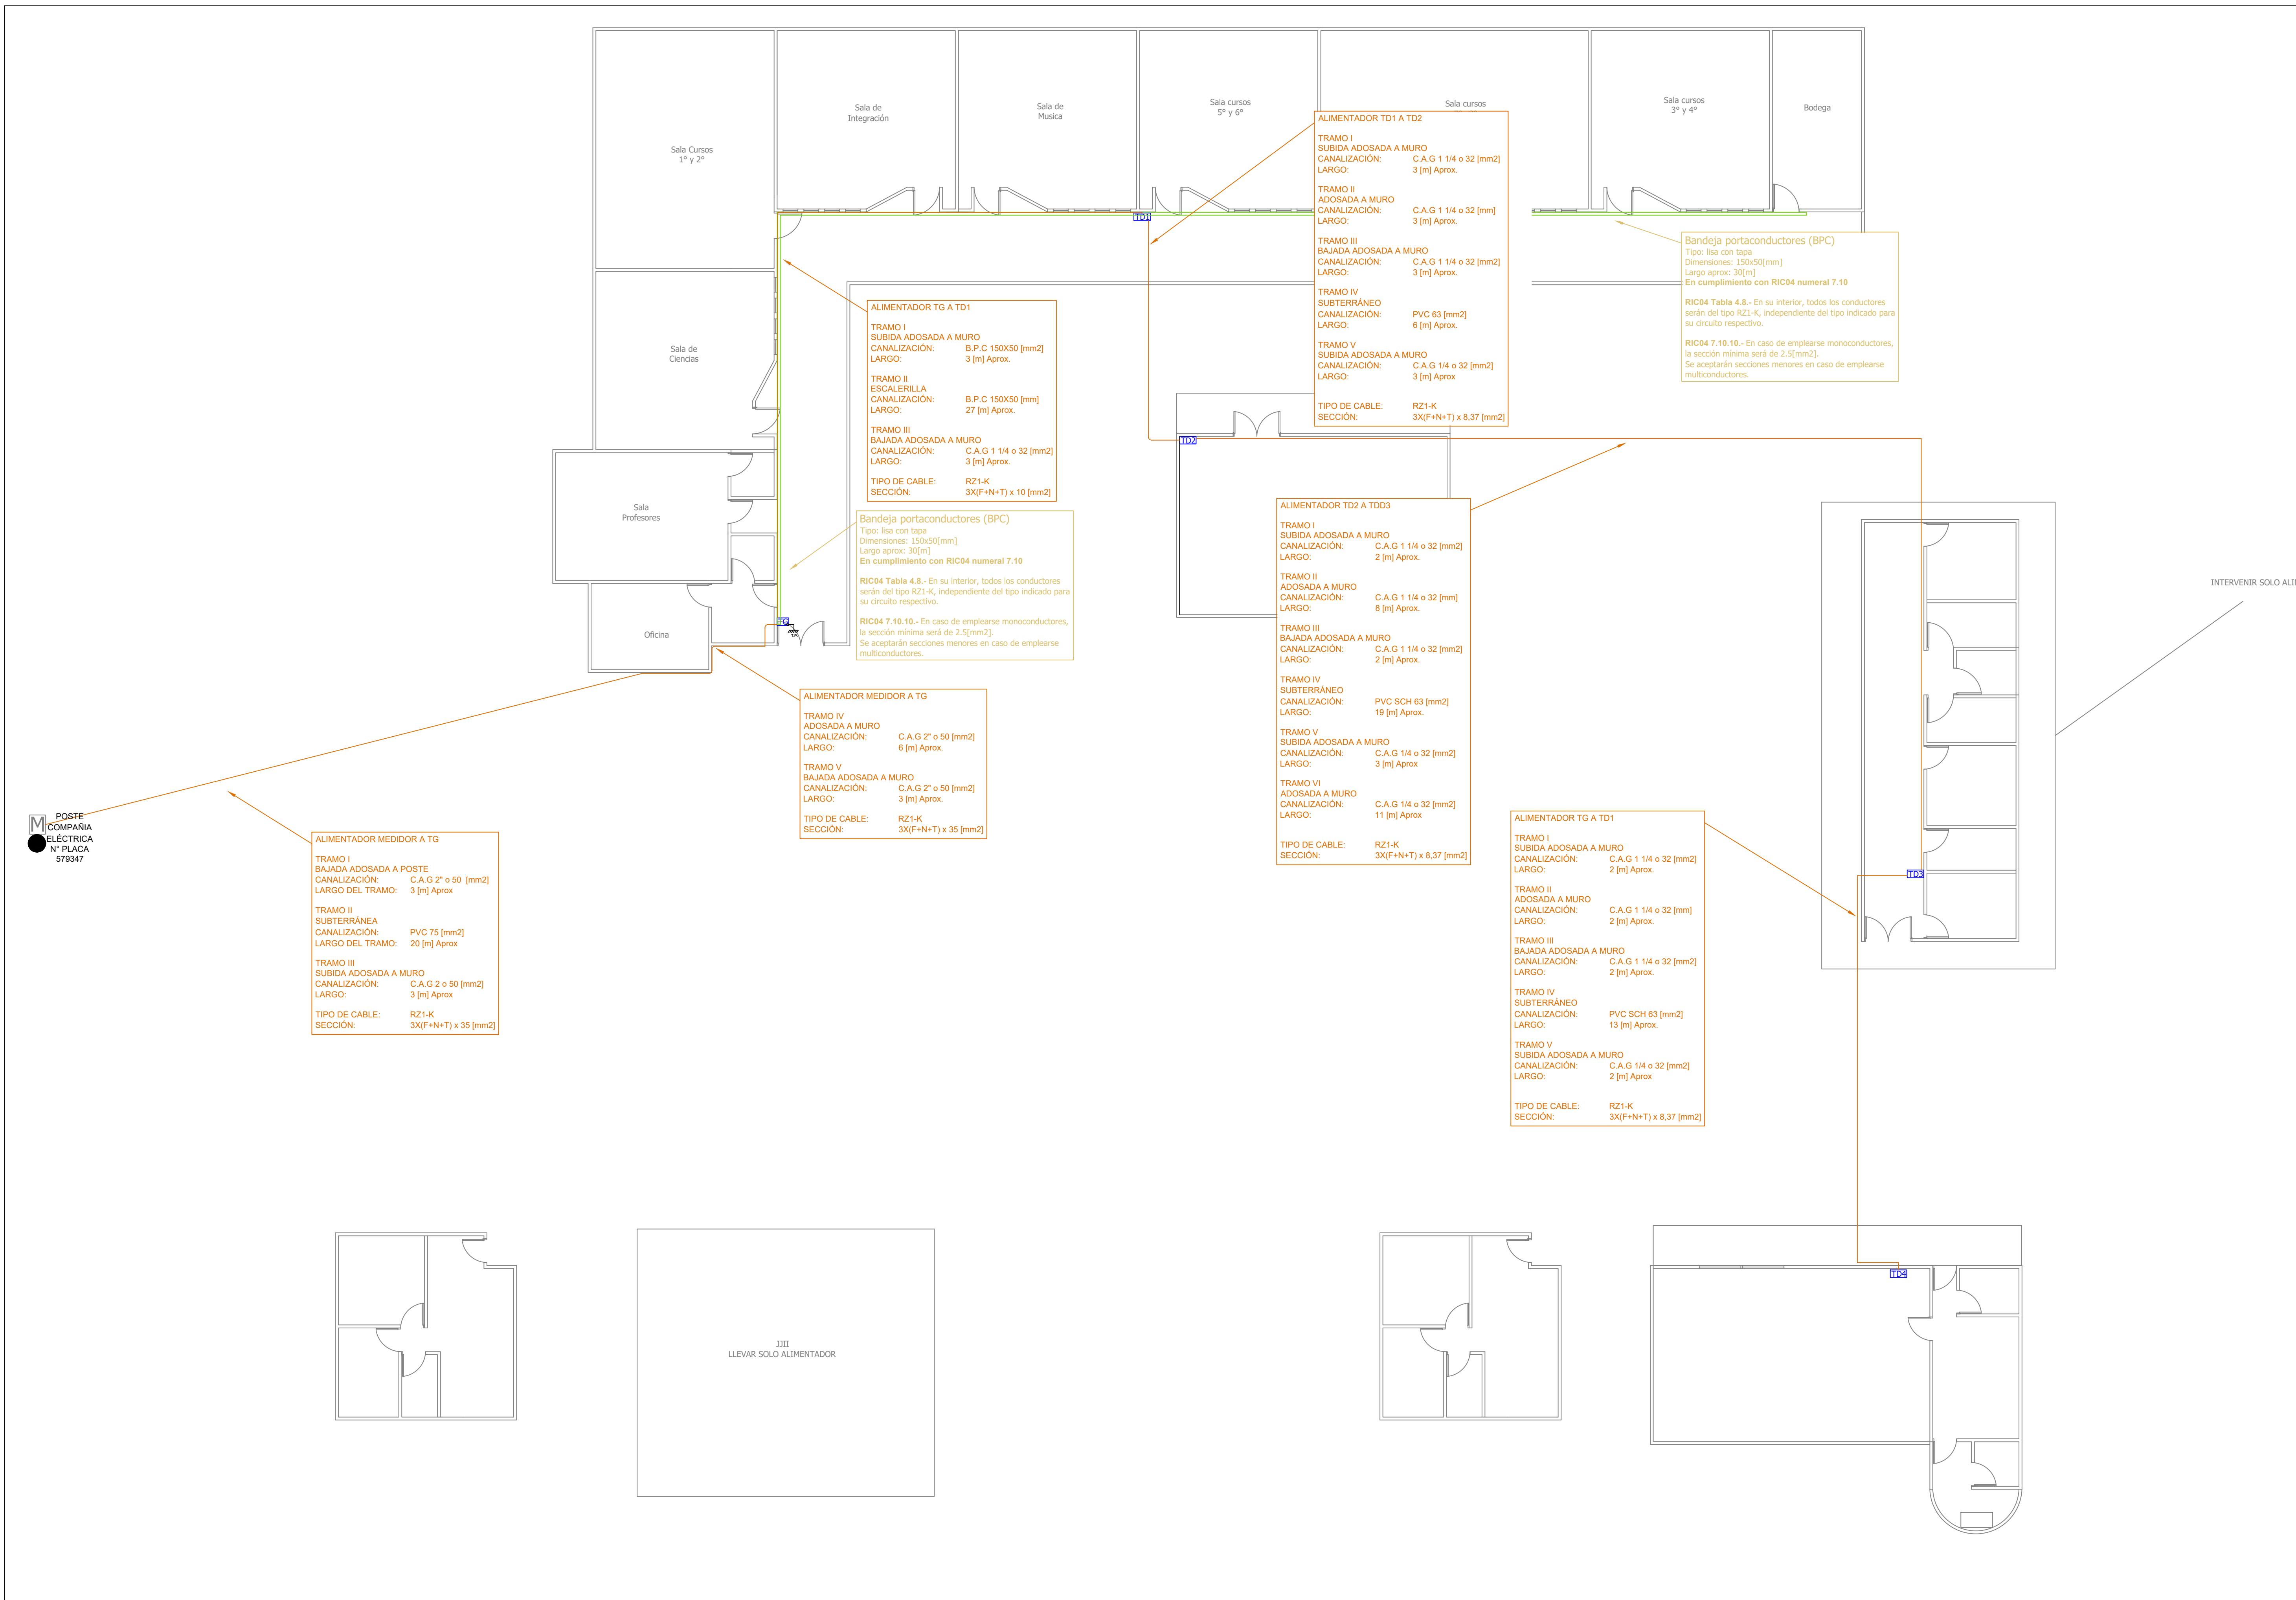 Sala de
Integración
Sala de
Musica
Sala cursos
5° y 6°
Sala cursos
Sala cursos
3° y 4°
Bodega
Sala Cursos
1° y 2°
Sala de
Ciencias
Sala
Profesores
Oficina
TD1
TD2
TD3
TD4
TG
T.P.
ALIMENTADOR TD1 A TD2
TRAMO I
SUBIDA ADOSADA A MURO
CANALIZACIÓN: C.A.G 1 1/4 o 32 [mm2]
LARGO: 3 [m] Aprox.
TRAMO II
ADOSADA A MURO
CANALIZACIÓN: C.A.G 1 1/4 o 32 [mm]
LARGO: 3 [m] Aprox.
TRAMO III
BAJADA ADOSADA A MURO
CANALIZACIÓN: C.A.G 1 1/4 o 32 [mm2]
LARGO: 3 [m] Aprox.
TRAMO IV
SUBTERRÁNEO
CANALIZACIÓN: PVC 63 [mm2]
LARGO: 6 [m] Aprox.
TRAMO V
SUBIDA ADOSADA A MURO
CANALIZACIÓN: C.A.G 1/4 o 32 [mm2]
LARGO: 3 [m] Aprox
TIPO DE CABLE: RZ1-K
SECCIÓN: 3X(F+N+T) x 8,37 [mm2]
Bandeja portaconductores (BPC)
Tipo: lisa con tapa
Dimensiones: 150x50[mm]
Largo aprox: 30[m]
En cumplimiento con RIC04 numeral 7.10
RIC04 Tabla 4.8.- En su interior, todos los conductores
serán del tipo RZ1-K, independiente del tipo indicado para
su circuito respectivo.
RIC04 7.10.10.- En caso de emplearse monoconductores,
la sección mínima será de 2.5[mm2].
Se aceptarán secciones menores en caso de emplearse
multiconductores.
ALIMENTADOR TG A TD1
TRAMO I
SUBIDA ADOSADA A MURO
CANALIZACIÓN: B.P.C 150X50 [mm2]
LARGO: 3 [m] Aprox.
TRAMO II
ESCALERILLA
CANALIZACIÓN: B.P.C 150X50 [mm]
LARGO: 27 [m] Aprox.
TRAMO III
BAJADA ADOSADA A MURO
CANALIZACIÓN: C.A.G 1 1/4 o 32 [mm2]
LARGO: 3 [m] Aprox.
TIPO DE CABLE: RZ1-K
SECCIÓN: 3X(F+N+T) x 10 [mm2]
Bandeja portaconductores (BPC)
Tipo: lisa con tapa
Dimensiones: 150x50[mm]
Largo aprox: 30[m]
En cumplimiento con RIC04 numeral 7.10
RIC04 Tabla 4.8.- En su interior, todos los conductores
serán del tipo RZ1-K, independiente del tipo indicado para
su circuito respectivo.
RIC04 7.10.10.- En caso de emplearse monoconductores,
la sección mínima será de 2.5[mm2].
Se aceptarán secciones menores en caso de emplearse
multiconductores.
ALIMENTADOR TD2 A TDD3
TRAMO I
SUBIDA ADOSADA A MURO
CANALIZACIÓN: C.A.G 1 1/4 o 32 [mm2]
LARGO: 2 [m] Aprox.
TRAMO II
ADOSADA A MURO
CANALIZACIÓN: C.A.G 1 1/4 o 32 [mm]
LARGO: 8 [m] Aprox.
TRAMO III
BAJADA ADOSADA A MURO
CANALIZACIÓN: C.A.G 1 1/4 o 32 [mm2]
LARGO: 2 [m] Aprox.
TRAMO IV
SUBTERRÁNEO
CANALIZACIÓN: PVC SCH 63 [mm2]
LARGO: 19 [m] Aprox.
TRAMO V
SUBIDA ADOSADA A MURO
CANALIZACIÓN: C.A.G 1/4 o 32 [mm2]
LARGO: 3 [m] Aprox
TRAMO VI
ADOSADA A MURO
CANALIZACIÓN: C.A.G 1/4 o 32 [mm2]
LARGO: 11 [m] Aprox
TIPO DE CABLE: RZ1-K
SECCIÓN: 3X(F+N+T) x 8,37 [mm2]
INTERVENIR SOLO
ALIMENTADOR MEDIDOR A TG
TRAMO IV
ADOSADA A MURO
CANALIZACIÓN: C.A.G 2" o 50 [mm2]
LARGO: 6 [m] Aprox.
TRAMO V
BAJADA ADOSADA A MURO
CANALIZACIÓN: C.A.G 2" o 50 [mm2]
LARGO: 3 [m] Aprox.
TIPO DE CABLE: RZ1-K
SECCIÓN: 3X(F+N+T) x 35 [mm2]
M
POSTE
COMPAÑIA
ELÉCTRICA
N° PLACA
579347
ALIMENTADOR MEDIDOR A TG
TRAMO I
BAJADA ADOSADA A POSTE
CANALIZACIÓN: C.A.G 2" o 50 [mm2]
LARGO DEL TRAMO: 3 [m] Aprox
TRAMO II
SUBTERRÁNEA
CANALIZACIÓN: PVC 75 [mm2]
LARGO DEL TRAMO: 20 [m] Aprox
TRAMO III
SUBIDA ADOSADA A MURO
CANALIZACIÓN: C.A.G 2 o 50 [mm2]
LARGO: 3 [m] Aprox
TIPO DE CABLE: RZ1-K
SECCIÓN: 3X(F+N+T) x 35 [mm2]
ALIMENTADOR TG A TD1
TRAMO I
SUBIDA ADOSADA A MURO
CANALIZACIÓN: C.A.G 1 1/4 o 32 [mm2]
LARGO: 2 [m] Aprox.
TRAMO II
ADOSADA A MURO
CANALIZACIÓN: C.A.G 1 1/4 o 32 [mm]
LARGO: 2 [m] Aprox.
TRAMO III
BAJADA ADOSADA A MURO
CANALIZACIÓN: C.A.G 1 1/4 o 32 [mm2]
LARGO: 2 [m] Aprox.
TRAMO IV
SUBTERRÁNEO
CANALIZACIÓN: PVC SCH 63 [mm2]
LARGO: 13 [m] Aprox.
TRAMO V
SUBIDA ADOSADA A MURO
CANALIZACIÓN: C.A.G 1/4 o 32 [mm2]
LARGO: 2 [m] Aprox
TIPO DE CABLE: RZ1-K
SECCIÓN: 3X(F+N+T) x 8,37 [mm2]
JJII
LLEVAR SOLO ALIMENTADOR